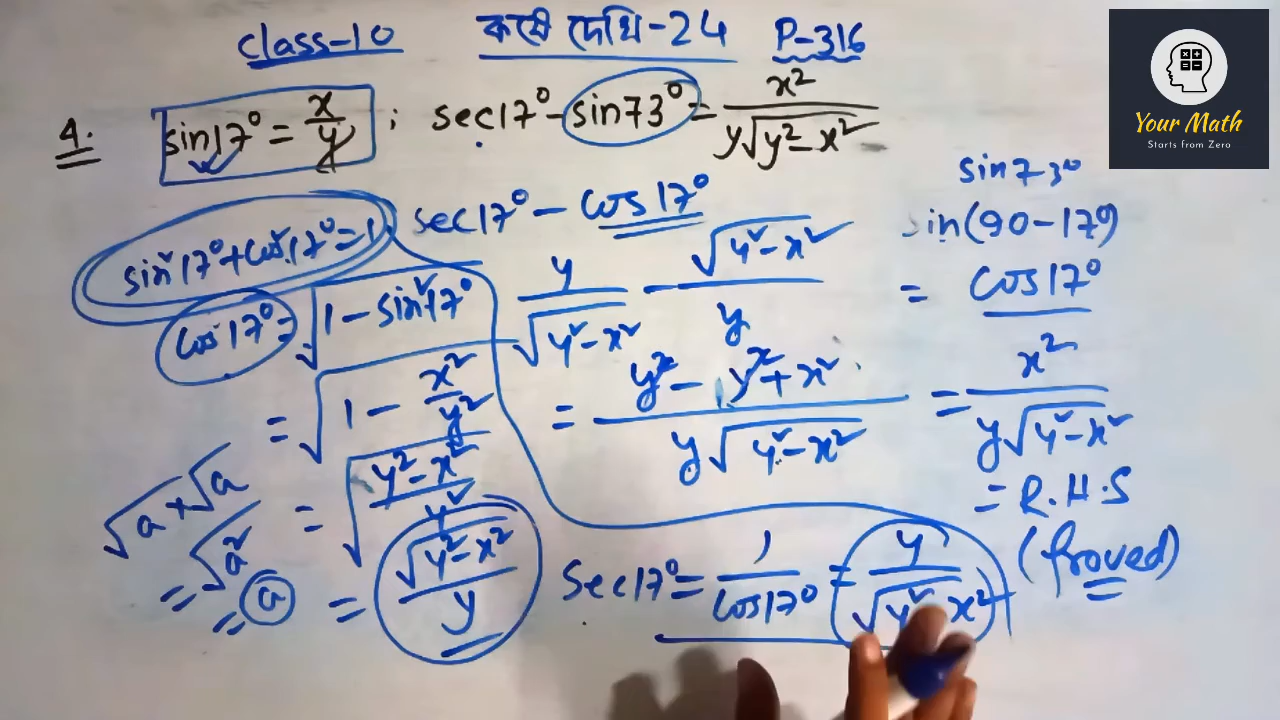 class-10 কষে দেখি-24 P-316
Your Math
Starts from Zero
4. sin17° = x/y ; sec17° - sin73° = x²/y√y²-x²
sin73°
sin(90-17°)
= cos17°
sin²17°+cos²17°=1
cos17° = √1-sin²17°
= √1-x²/y²
= √y²-x²/y²
= √y²-x²/y
√a×√a
= √a²
= a
sec17° - cos17°
y/√y²-x² - √y²-x²/y
= y²-y²+x²/y√y²-x²
= x²/y√y²-x²
= R.H.S
(Proved)
Sec17° = 1/cos17° = y/√y²-x²